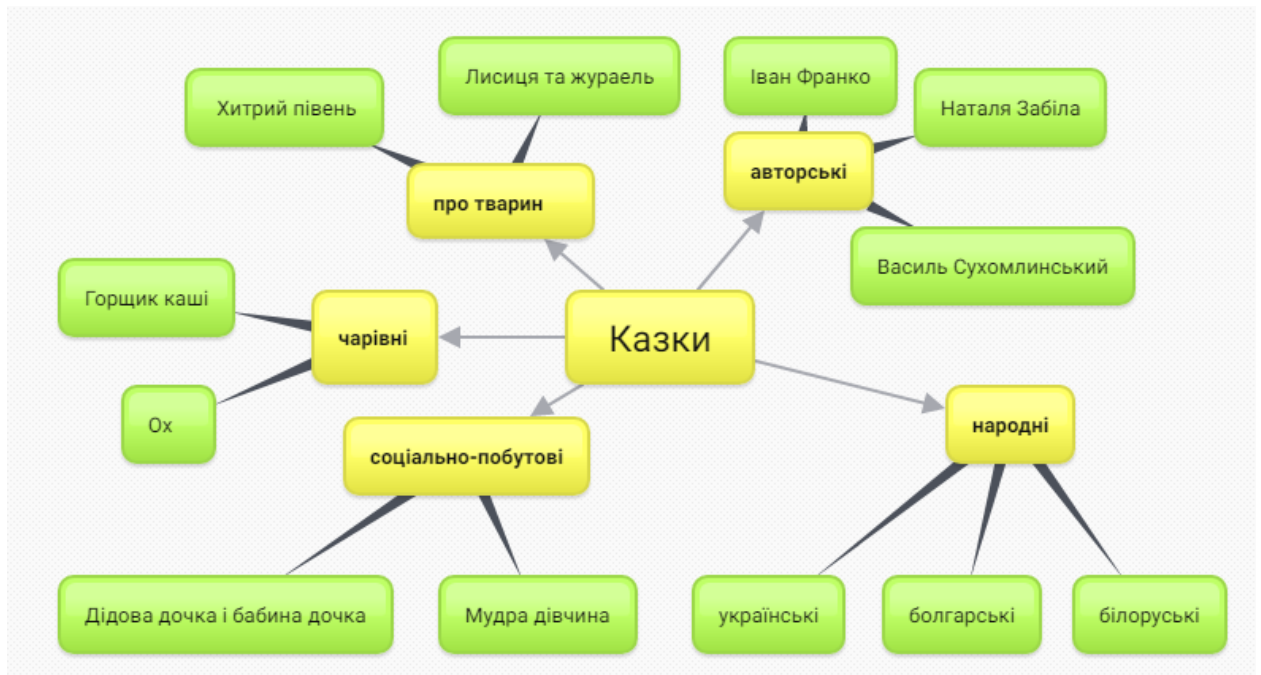 Лисиця та жураель
Іван Франко
Хитрий півень
Наталя Забіла
авторські
про тварин
Василь Сухомлинський
Горщик каші
чарівні
Казки
Ох
народні
соціально-побутові
Дідова дочка і бабина дочка
Мудра дівчина
українські
болгарські
білоруські